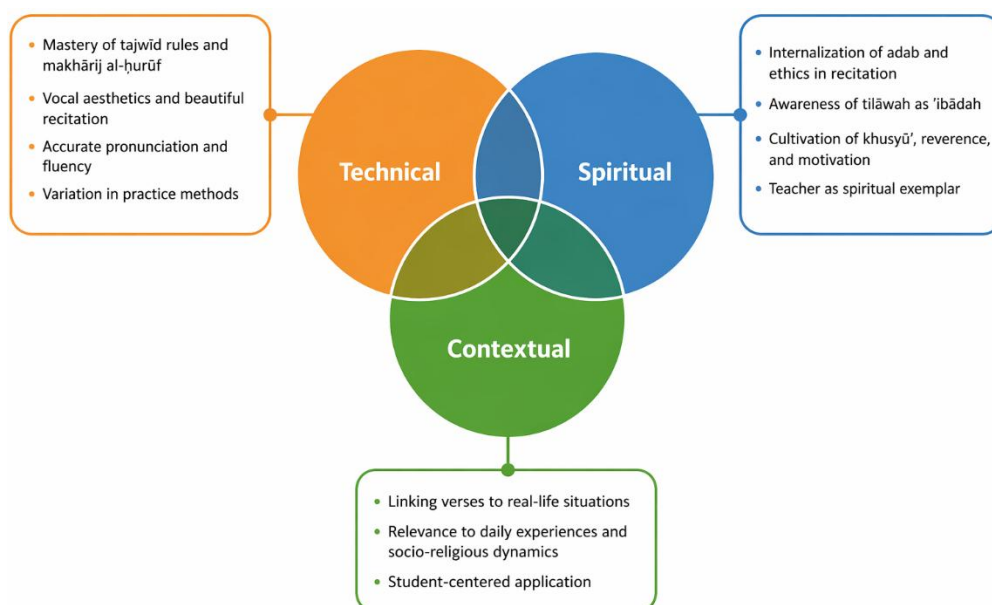 • Mastery of tajwīd rules and
makhārij al-ḥurūf
• Vocal aesthetics and beautiful
recitation
• Accurate pronunciation and
fluency
• Variation in practice methods
Technical
Spiritual
• Internalization of adab and
ethics in recitation
• Awareness of tilāwah as ’ibādah
• Cultivation of khusyū’, reverence,
and motivation
• Teacher as spiritual exemplar
Contextual
• Linking verses to real-life situations
• Relevance to daily experiences and
socio-religious dynamics
• Student-centered application